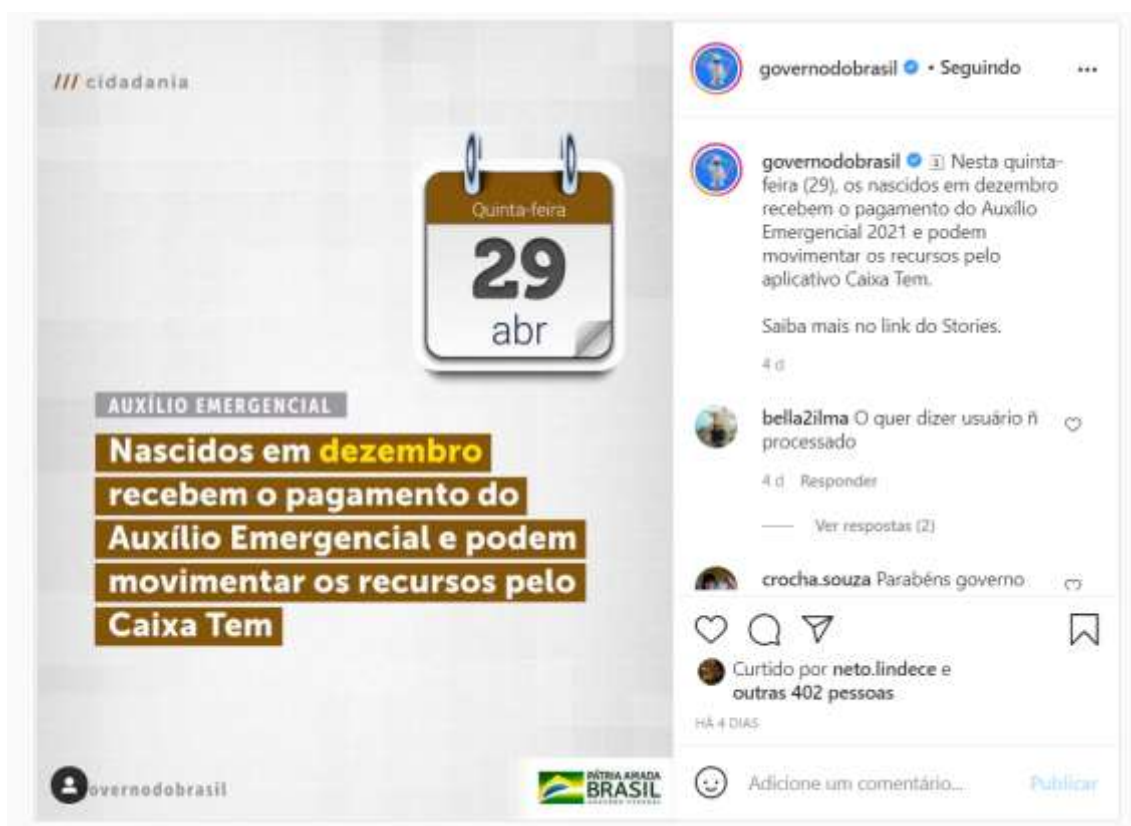 /// cidadania
Quinta-feira
29
abr
AUXÍLIO EMERGENCIAL
Nascidos em dezembro
recebem o pagamento do
Auxílio Emergencial e podem
movimentar os recursos pelo
Caixa Tem
overnodobrasil
PÁTRIA AMADA
BRASIL
GOVERNO FEDERAL
governodobrasil • Seguindo
governodobrasil Nesta quinta-
feira (29), os nascidos em dezembro
recebem o pagamento do Auxílio
Emergencial 2021 e podem
movimentar os recursos pelo
aplicativo Caixa Tem.
Saiba mais no link do Stories.
4 d
bella2ilma O quer dizer usuário ñ
processado
4 d Responder
Ver respostas (2)
crocha.souza Parabéns governo
Curtido por neto.lindece e
outras 402 pessoas
HÁ 4 DIAS
Adicione um comentário... Publicar